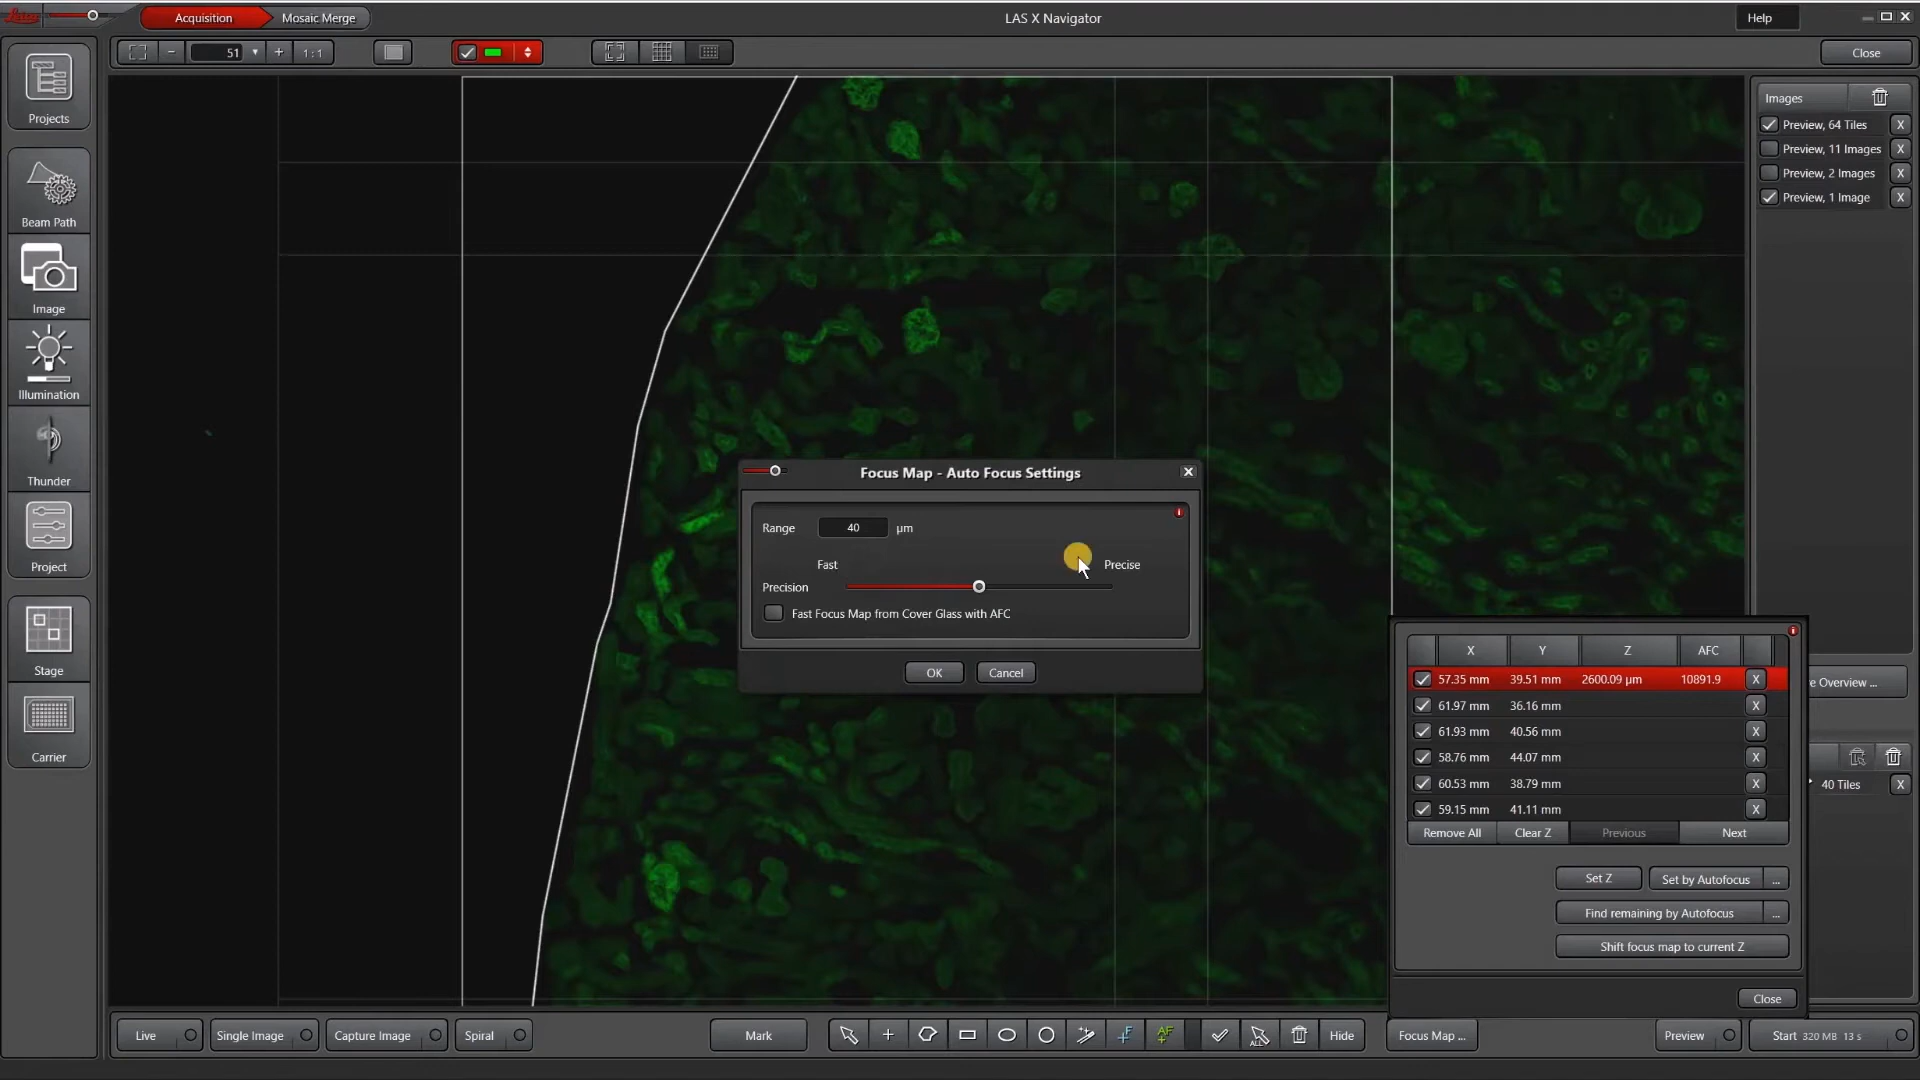 Leica
Acquisition
Mosaic Merge
LAS X Navigator
Help
51
1:1
Close
Projects
Beam Path
Image
Illumination
Thunder
Project
Stage
Carrier
Images
Preview, 64 Tiles X
Preview, 11 Images X
Preview, 2 Images X
Preview, 1 Image X
Focus Map - Auto Focus Settings
Range 40 µm
Fast Precise
Precision
Fast Focus Map from Cover Glass with AFC
OK Cancel
e Overview ...
40 Tiles X
X Y Z AFC
57.35 mm 39.51 mm 2600.09 µm 10891.9 X
61.97 mm 36.16 mm X
61.93 mm 40.56 mm X
58.76 mm 44.07 mm X
60.53 mm 38.79 mm X
59.15 mm 41.11 mm X
Remove All Clear Z Previous Next
Set Z Set by Autofocus ...
Find remaining by Autofocus ...
Shift focus map to current Z
Close
Live Single Image Capture Image Spiral Mark F AF ALL Hide Focus Map ... Preview Start 320 MB 13 s